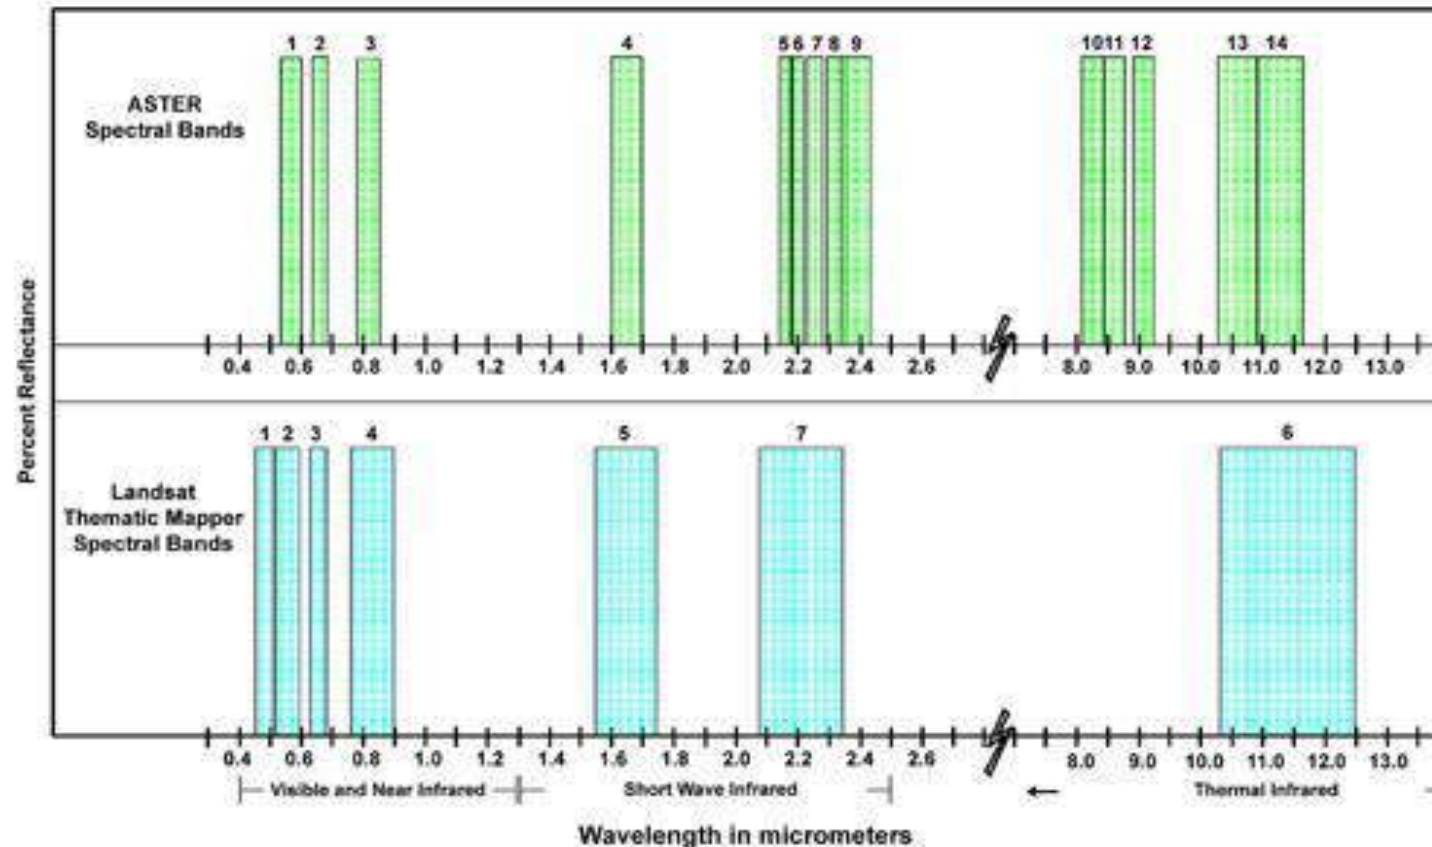 1 2 3 4 5 6 7 8 9 10 11 12 13 14
ASTER
Spectral Bands
0.4 0.6 0.8 1.0 1.2 1.4 1.6 1.8 2.0 2.2 2.4 2.6 8.0 9.0 10.0 11.0 12.0 13.0
Percent Reflectance
1 2 3 4 5 7 6
Landsat
Thematic Mapper
Spectral Bands
0.4 0.6 0.8 1.0 1.2 1.4 1.6 1.8 2.0 2.2 2.4 2.6 8.0 9.0 10.0 11.0 12.0 13.0
Visible and Near Infrared Short Wave Infrared Thermal Infrared
Wavelength in micrometers